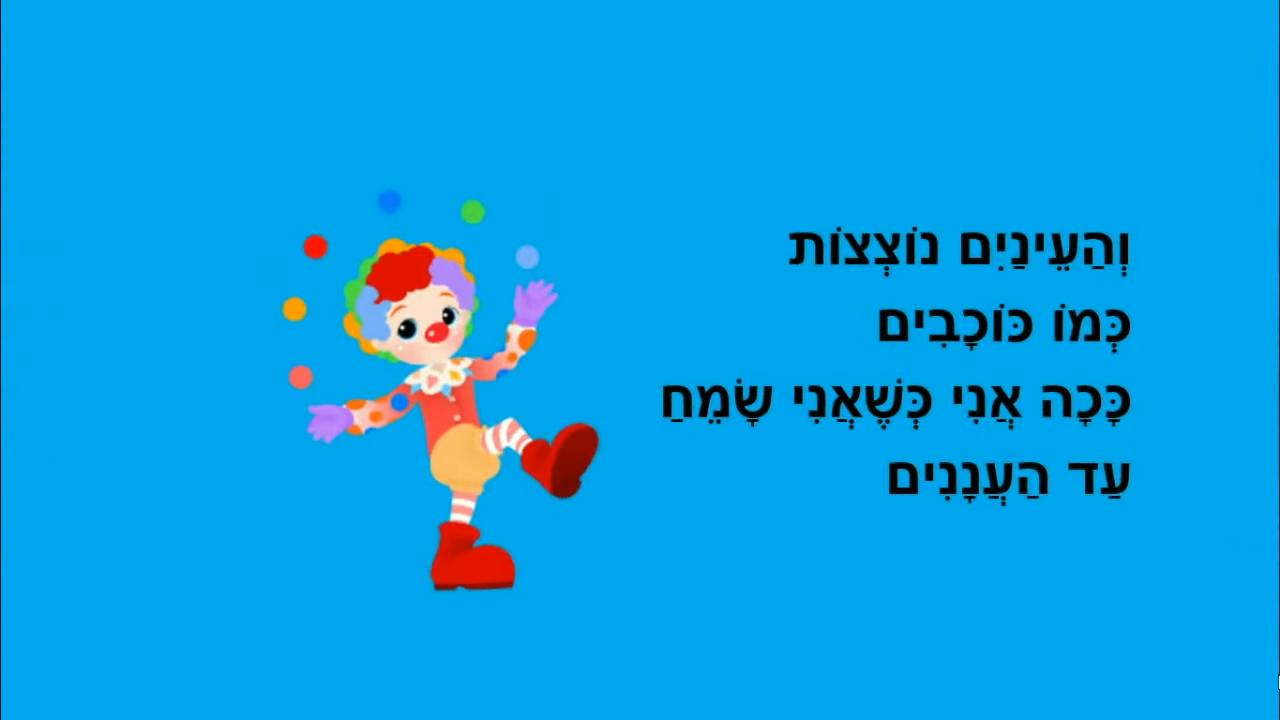 וְהַעֵינַיִם נוֹצְצוֹת
כְּמוֹ כּוֹכָבִים
כָּכָה אֲנִי כְּשֶׁאֲנִי שָׂמֵחַ
עַד הַעֲנָנִים